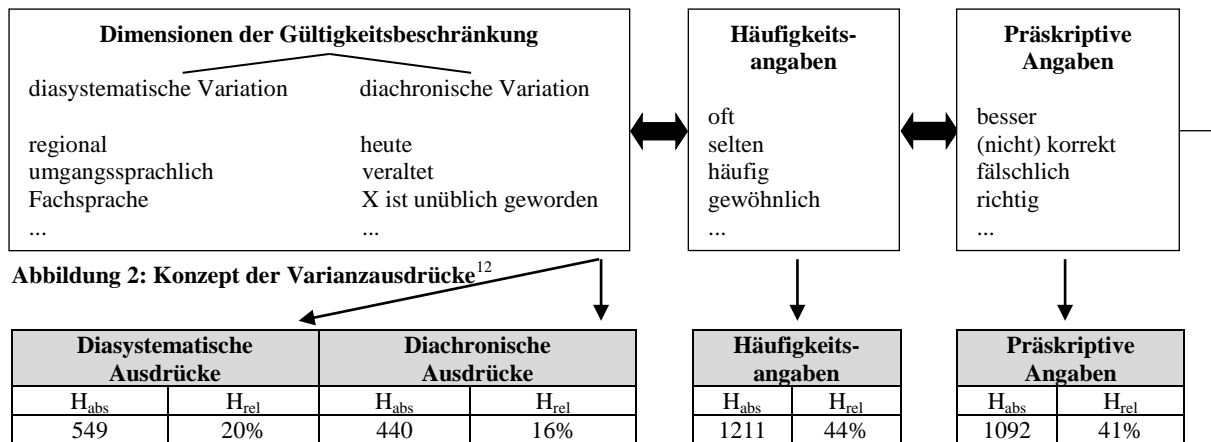 Dimensionen der Gültigkeitsbeschränkung
diasystematische Variation diachronische Variation
regional heute
umgangssprachlich veraltet
Fachsprache X ist unüblich geworden
... ...
Häufigkeits-
angaben
oft
selten
häufig
gewöhnlich
...
Präskriptive
Angaben
besser
(nicht) korrekt
fälschlich
richtig
...
Abbildung 2: Konzept der Varianzausdrücke12
Diasystematische Diachronische
Ausdrücke Ausdrücke
Habs Hrel Habs Hrel
549 20% 440 16%
Häufigkeits-
angaben
Habs Hrel
1211 44%
Präskriptive
Angaben
Habs Hrel
1092 41%